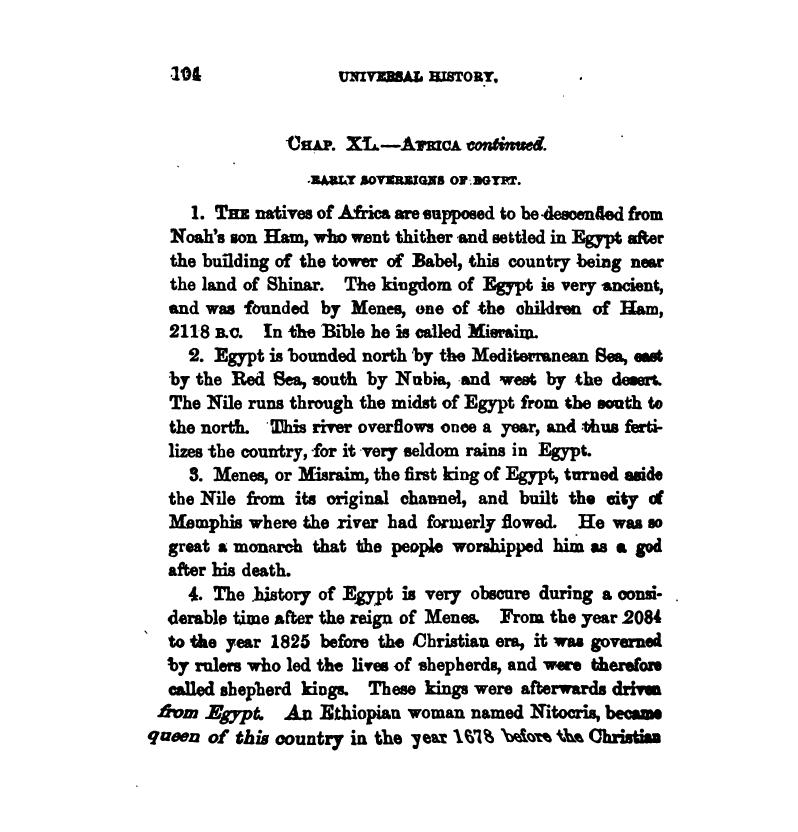 104 UNIVERSAL HISTORY.
CHAP. XL.—AFRICA continued.
EARLY SOVEREIGNS OF EGYPT.
1. THE natives of Africa are supposed to be descended from
Noah's son Ham, who went thither and settled in Egypt after
the building of the tower of Babel, this country being near
the land of Shinar. The kingdom of Egypt is very ancient,
and was founded by Menes, one of the children of Ham,
2118 B.C. In the Bible he is called Misraim.
2. Egypt is bounded north by the Mediterranean Sea, east
by the Red Sea, south by Nubia, and west by the desert.
The Nile runs through the midst of Egypt from the south to
the north. This river overflows once a year, and thus ferti-
lizes the country, for it very seldom rains in Egypt.
3. Menes, or Misraim, the first king of Egypt, turned aside
the Nile from its original channel, and built the city of
Memphis where the river had formerly flowed. He was so
great a monarch that the people worshipped him as a god
after his death.
4. The history of Egypt is very obscure during a consi-
derable time after the reign of Menes. From the year 2084
to the year 1825 before the Christian era, it was governed
by rulers who led the lives of shepherds, and were therefore
called shepherd kings. These kings were afterwards driven
from Egypt. An Ethiopian woman named Nitocris, became
queen of this country in the year 1678 before the Christian